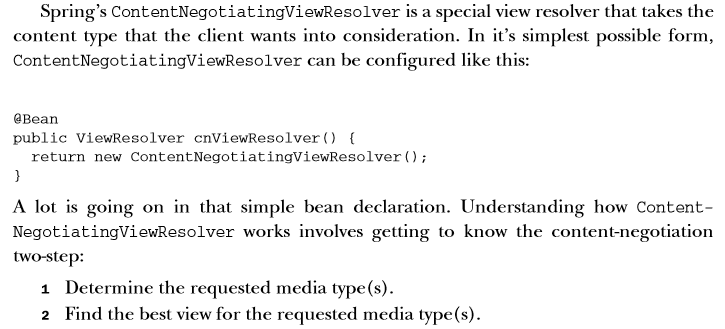 Spring's ContentNegotiatingViewResolver is a special view resolver that takes the
content type that the client wants into consideration. In it's simplest possible form,
ContentNegotiatingViewResolver can be configured like this:
@Bean
public ViewResolver cnViewResolver() {
  return new ContentNegotiatingViewResolver();
}
A lot is going on in that simple bean declaration. Understanding how Content-
NegotiatingViewResolver works involves getting to know the content-negotiation
two-step:
1 Determine the requested media type(s).
2 Find the best view for the requested media type(s).